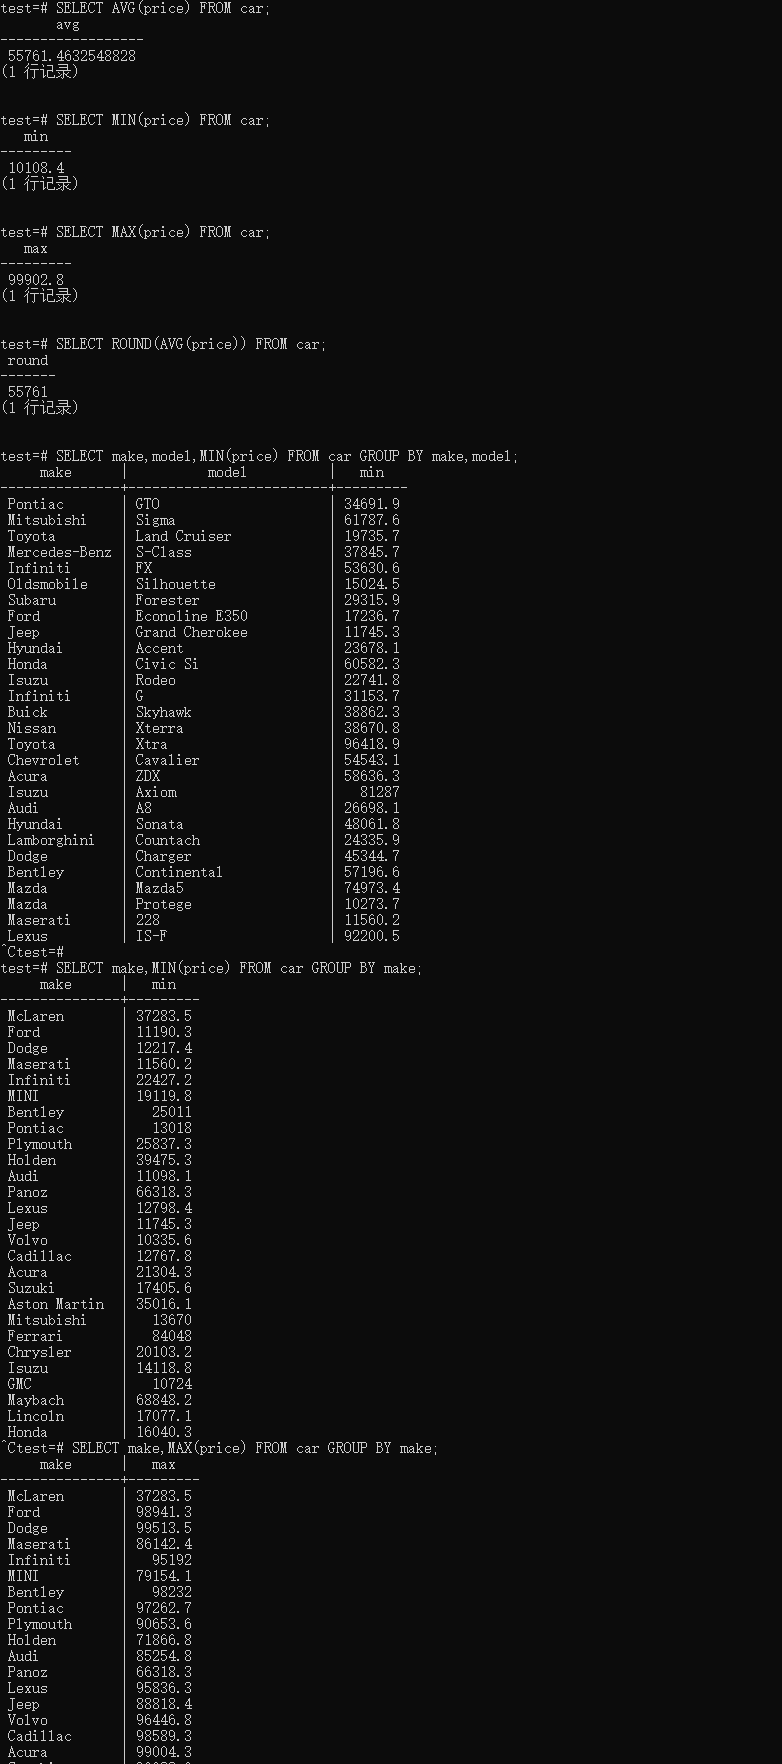 test=# SELECT AVG(price) FROM car;
avg
------------------
55761.4632548828
(1 行记录)
test=# SELECT MIN(price) FROM car;
min
---------
10108.4
(1 行记录)
test=# SELECT MAX(price) FROM car;
max
---------
99902.8
(1 行记录)
test=# SELECT ROUND(AVG(price)) FROM car;
round
-------
55761
(1 行记录)
test=# SELECT make,model,MIN(price) FROM car GROUP BY make,model;
make | model | min
---------------+-------------------------+---------
Pontiac | GTO | 34691.9
Mitsubishi | Sigma | 61787.6
Toyota | Land Cruiser | 19735.7
Mercedes-Benz | S-Class | 37845.7
Infiniti | FX | 53630.6
Oldsmobile | Silhouette | 15024.5
Subaru | Forester | 29315.9
Ford | Econoline E350 | 17236.7
Jeep | Grand Cherokee | 11745.3
Hyundai | Accent | 23678.1
Honda | Civic Si | 60582.3
Isuzu | Rodeo | 22741.8
Infiniti | G | 31153.7
Buick | Skyhawk | 38862.3
Nissan | Xterra | 38670.8
Toyota | Xtra | 96418.9
Chevrolet | Cavalier | 54543.1
Acura | ZDX | 58636.3
Isuzu | Axiom | 81287
Audi | A8 | 26698.1
Hyundai | Sonata | 48061.8
Lamborghini | Countach | 24335.9
Dodge | Charger | 45344.7
Bentley | Continental | 57196.6
Mazda | Mazda5 | 74973.4
Mazda | Protege | 10273.7
Maserati | 228 | 11560.2
Lexus | IS-F | 92200.5
^Ctest=#
test=# SELECT make,MIN(price) FROM car GROUP BY make;
make | min
---------------+---------
McLaren | 37283.5
Ford | 11190.3
Dodge | 12217.4
Maserati | 11560.2
Infiniti | 22427.2
MINI | 19119.8
Bentley | 25011
Pontiac | 13018
Plymouth | 25837.3
Holden | 39475.3
Audi | 11098.1
Panoz | 66318.3
Lexus | 12798.4
Jeep | 11745.3
Volvo | 10335.6
Cadillac | 12767.8
Acura | 21304.3
Suzuki | 17405.6
Aston Martin | 35016.1
Mitsubishi | 13670
Ferrari | 84048
Chrysler | 20103.2
Isuzu | 14118.8
GMC | 10724
Maybach | 68848.2
Lincoln | 17077.1
Honda | 16040.3
^Ctest=# SELECT make,MAX(price) FROM car GROUP BY make;
make | max
---------------+---------
McLaren | 37283.5
Ford | 98941.3
Dodge | 99513.5
Maserati | 86142.4
Infiniti | 95192
MINI | 79154.1
Bentley | 98232
Pontiac | 97262.7
Plymouth | 90653.6
Holden | 71866.8
Audi | 85254.8
Panoz | 66318.3
Lexus | 95836.3
Jeep | 88818.4
Volvo | 96446.8
Cadillac | 98589.3
Acura | 99004.3